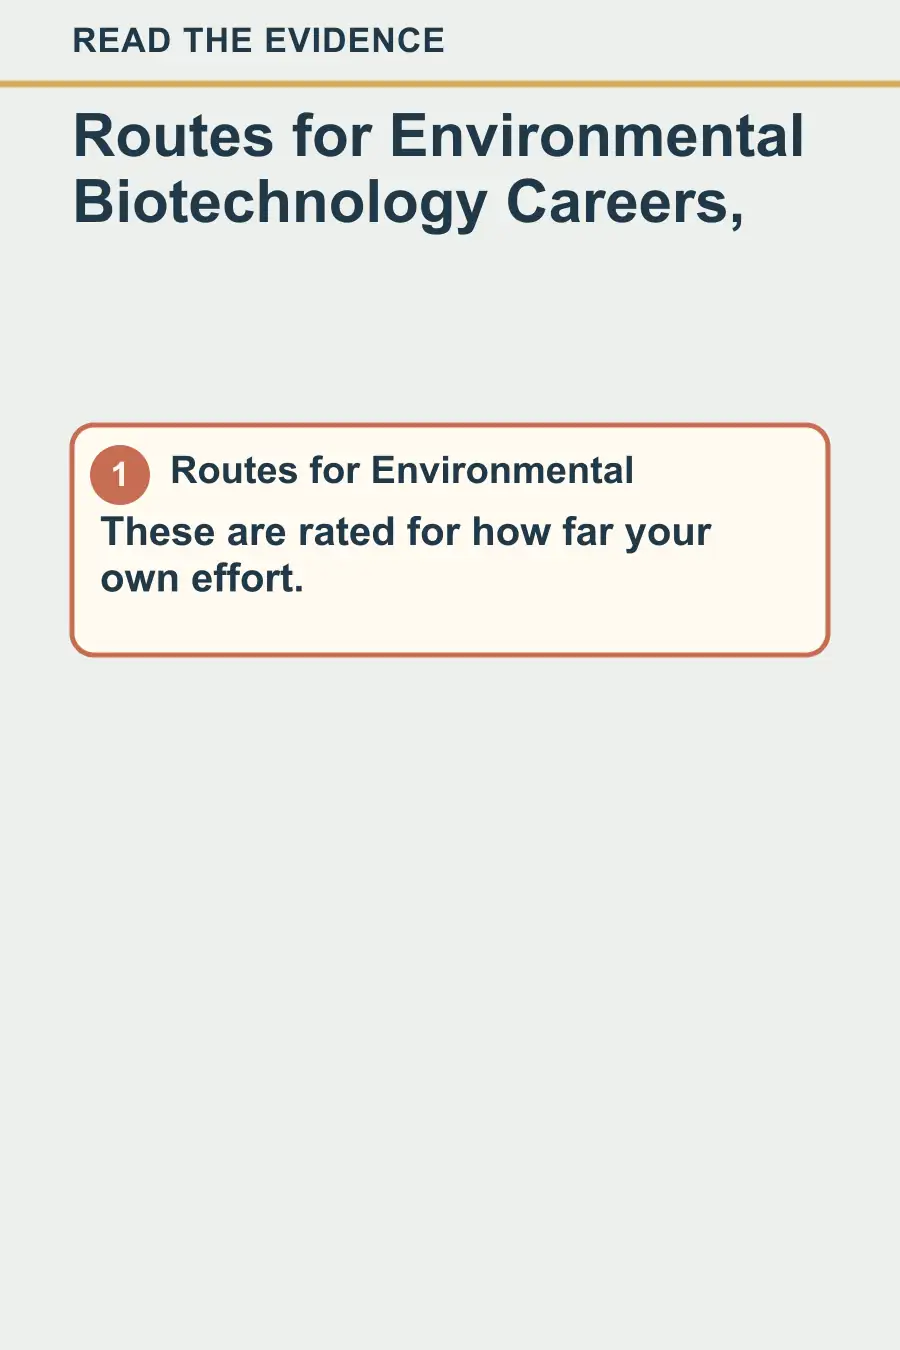 READ THE EVIDENCE
Routes for Environmental
Biotechnology Careers,
1 Routes for Environmental
These are rated for how far your
own effort.